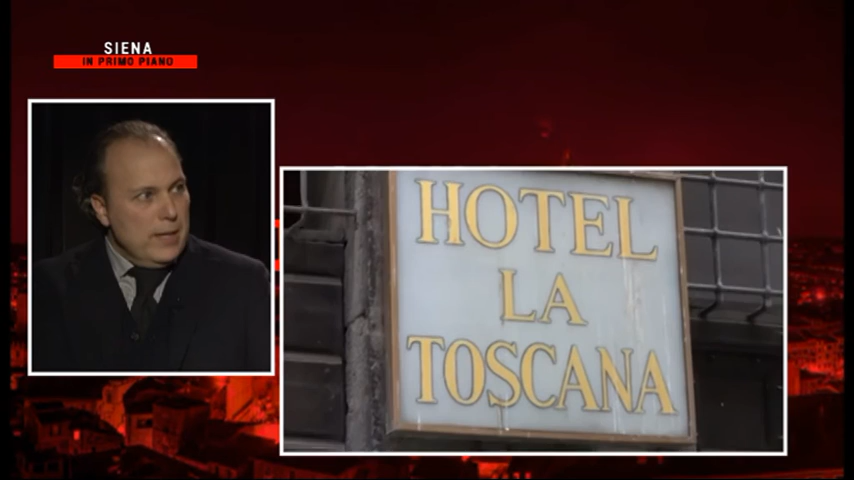 SIENA
IN PRIMO PIANO
HOTEL
LA
TOSCANA